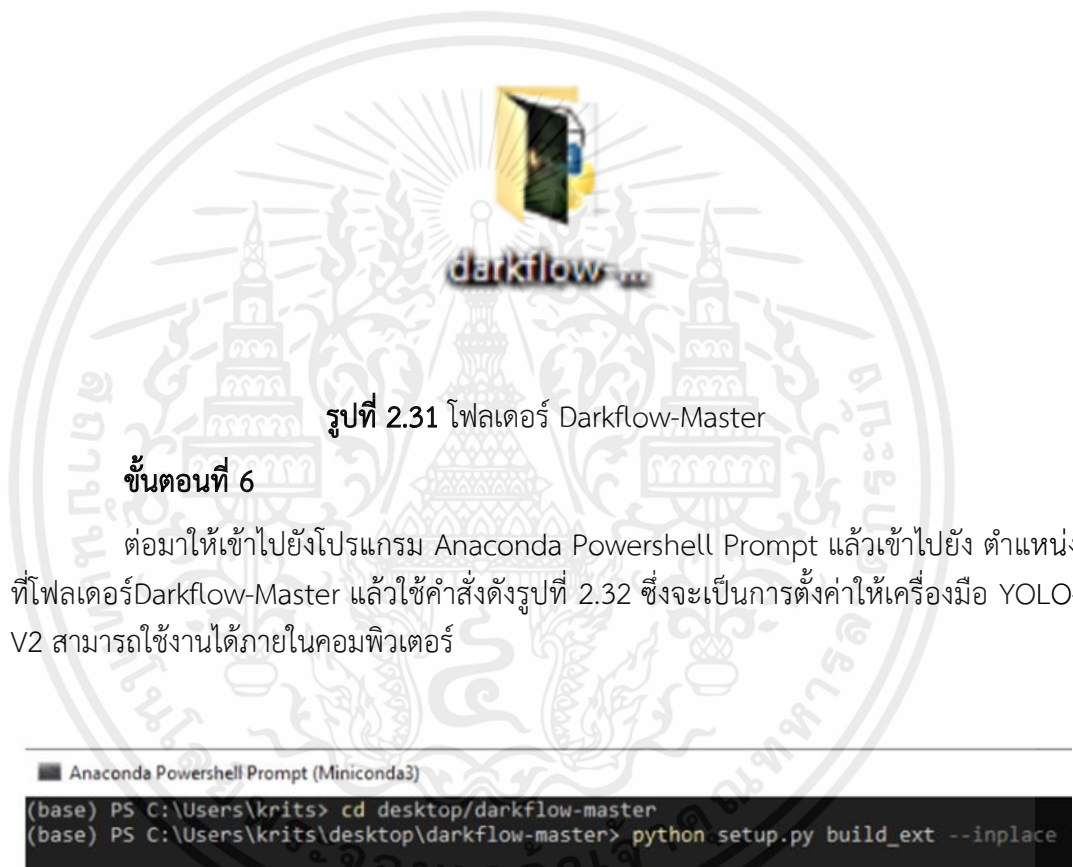 darkflow-...
รูปที่ 2.31 โฟลเดอร์ Darkflow-Master
ขั้นตอนที่ 6
ต่อมาให้เข้าไปยังโปรแกรม Anaconda Powershell Prompt แล้วเข้าไปยัง ตำแหน่ง
ที่โฟลเดอร์Darkflow-Master แล้วใช้คำสั่งดังรูปที่ 2.32 ซึ่งจะเป็นการตั้งค่าให้เครื่องมือ YOLO-
V2 สามารถใช้งานได้ภายในคอมพิวเตอร์
Anaconda Powershell Prompt (Miniconda3)
(base) PS C:\Users\krits> cd desktop/darkflow-master
(base) PS C:\Users\krits\desktop\darkflow-master> python setup.py build_ext --inplace